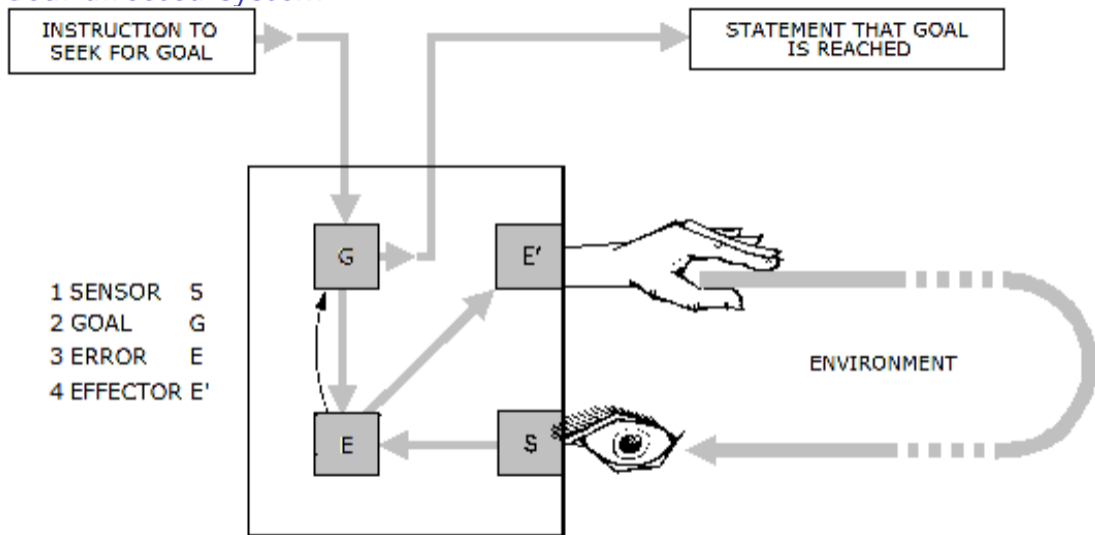 INSTRUCTION TO
SEEK FOR GOAL
STATEMENT THAT GOAL
IS REACHED
G
E'
1 SENSOR S
2 GOAL G
3 ERROR E
4 EFFECTOR E'
ENVIRONMENT
E
S